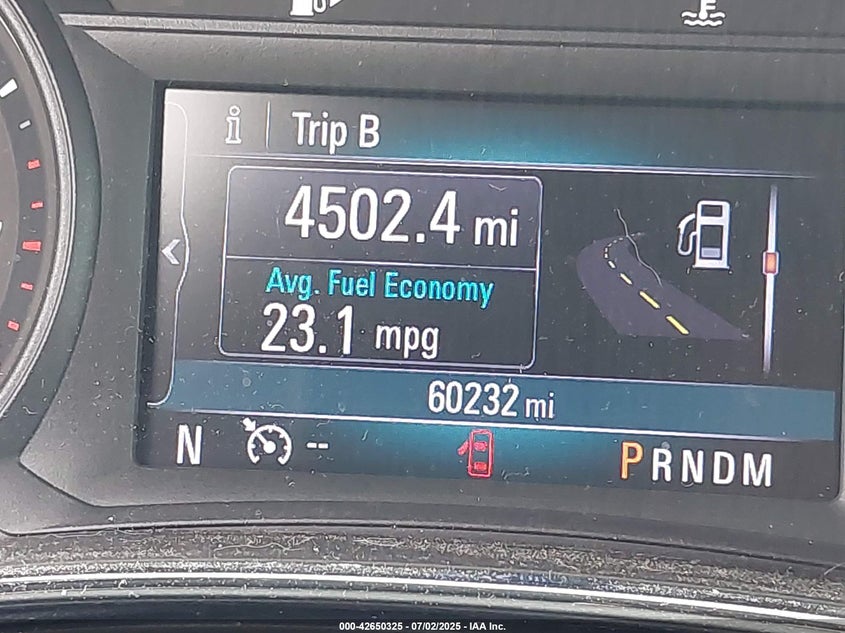 Trip B
4502.4 mi
Avg. Fuel Economy
23.1 mpg
60232 mi
N -- PRNDM
000-42650325 - 07/02/2025 - IAA Inc.